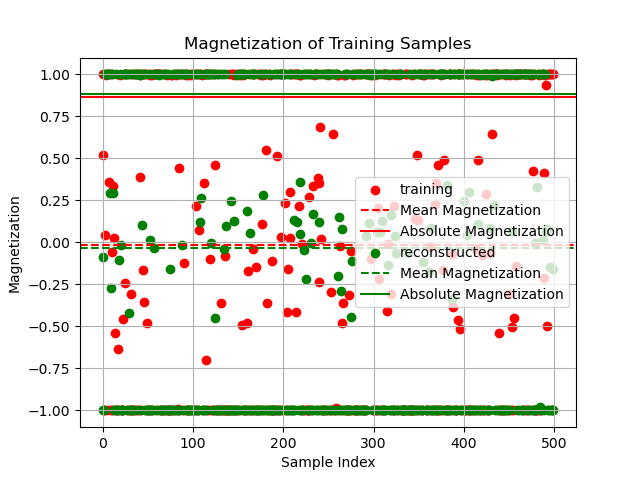 Magnetization of Training Samples
Magnetization
1.00
0.75
0.50
0.25
0.00
−0.25
−0.50
−0.75
−1.00
training
Mean Magnetization
Absolute Magnetization
reconstructed
Mean  Magnetization
Absolute Magnetization
0
100
200
300
400
500
Sample Index